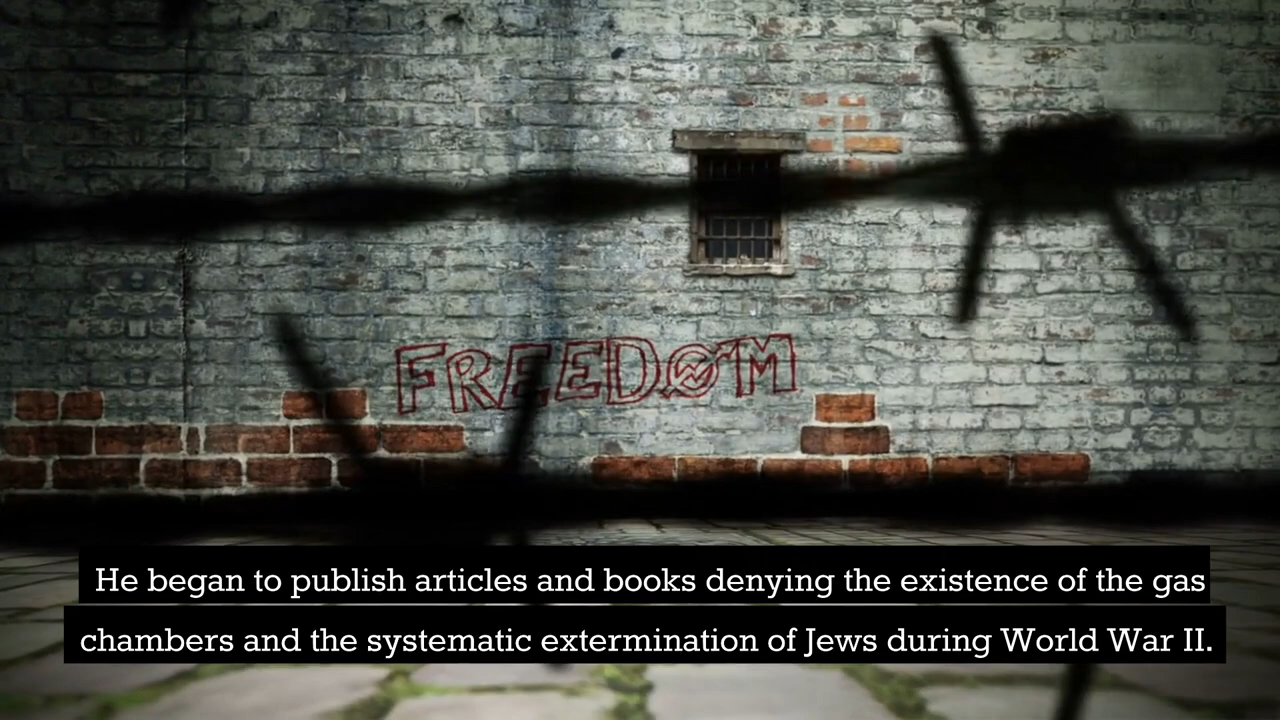 FREEDOM
He began to publish articles and books denying the existence of the gas
chambers and the systematic extermination of Jews during World War II.